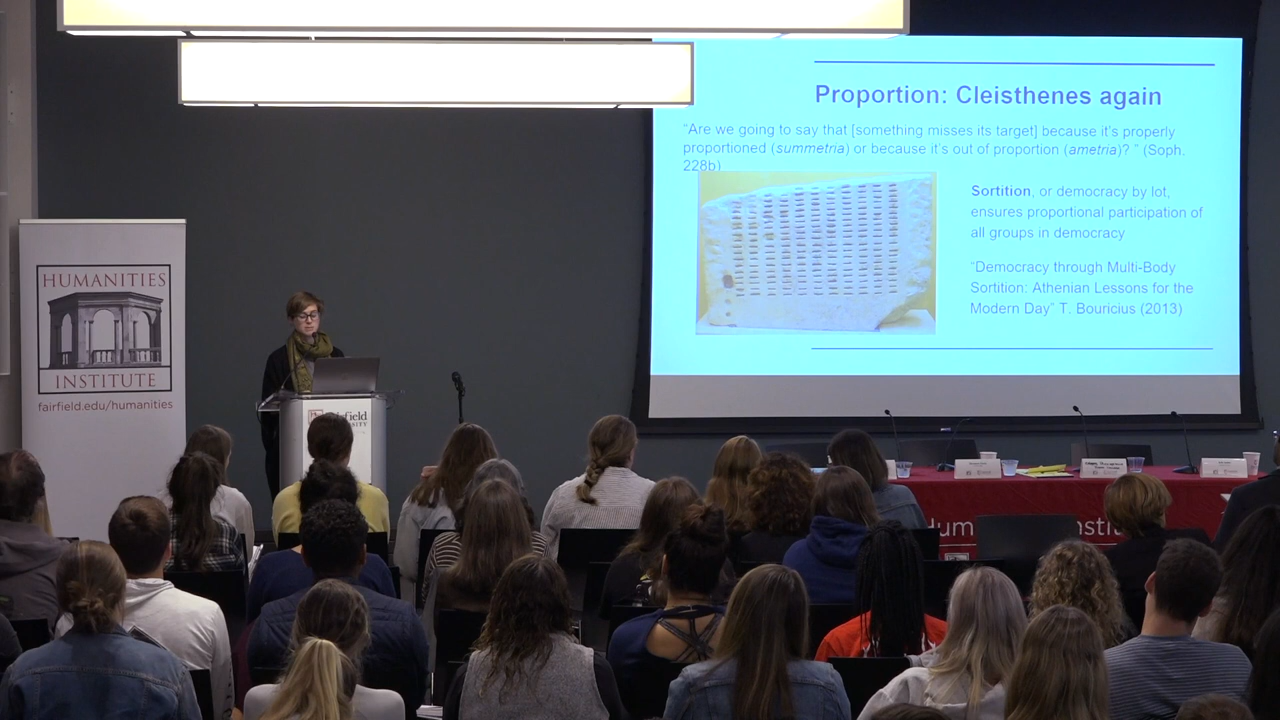 Proportion: Cleisthenes again
“Are we going to say that [something misses its target] because it’s properly
proportioned (summetria) or because it’s out of proportion (ametria)? ” (Soph.
228b)
Sortition, or democracy by lot,
ensures proportional participation of
all groups in democracy
“Democracy through Multi-Body
Sortition: Athenian Lessons for the
Modern Day” T. Bouricius (2013)
HUMANITIES
INSTITUTE
fairfield.edu/humanities